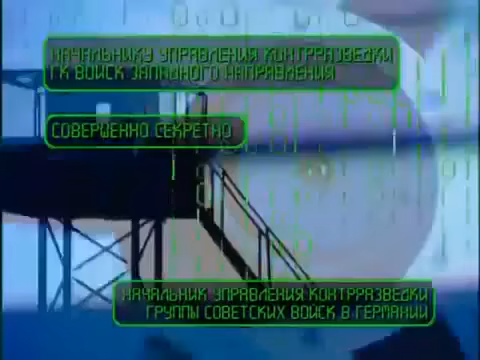 НАЧАЛЬНИКУ УПРАВЛЕНИЯ КОНТРРАЗВЕДКИ
ГК ВОЙСК ЗАПАДНОГО НАПРАВЛЕНИЯ
СОВЕРШЕННО СЕКРЕТНО
НАЧАЛЬНИК УПРАВЛЕНИЯ КОНТРРАЗВЕДКИ
ГРУППЫ СОВЕТСКИХ ВОЙСК В ГЕРМАНИИ